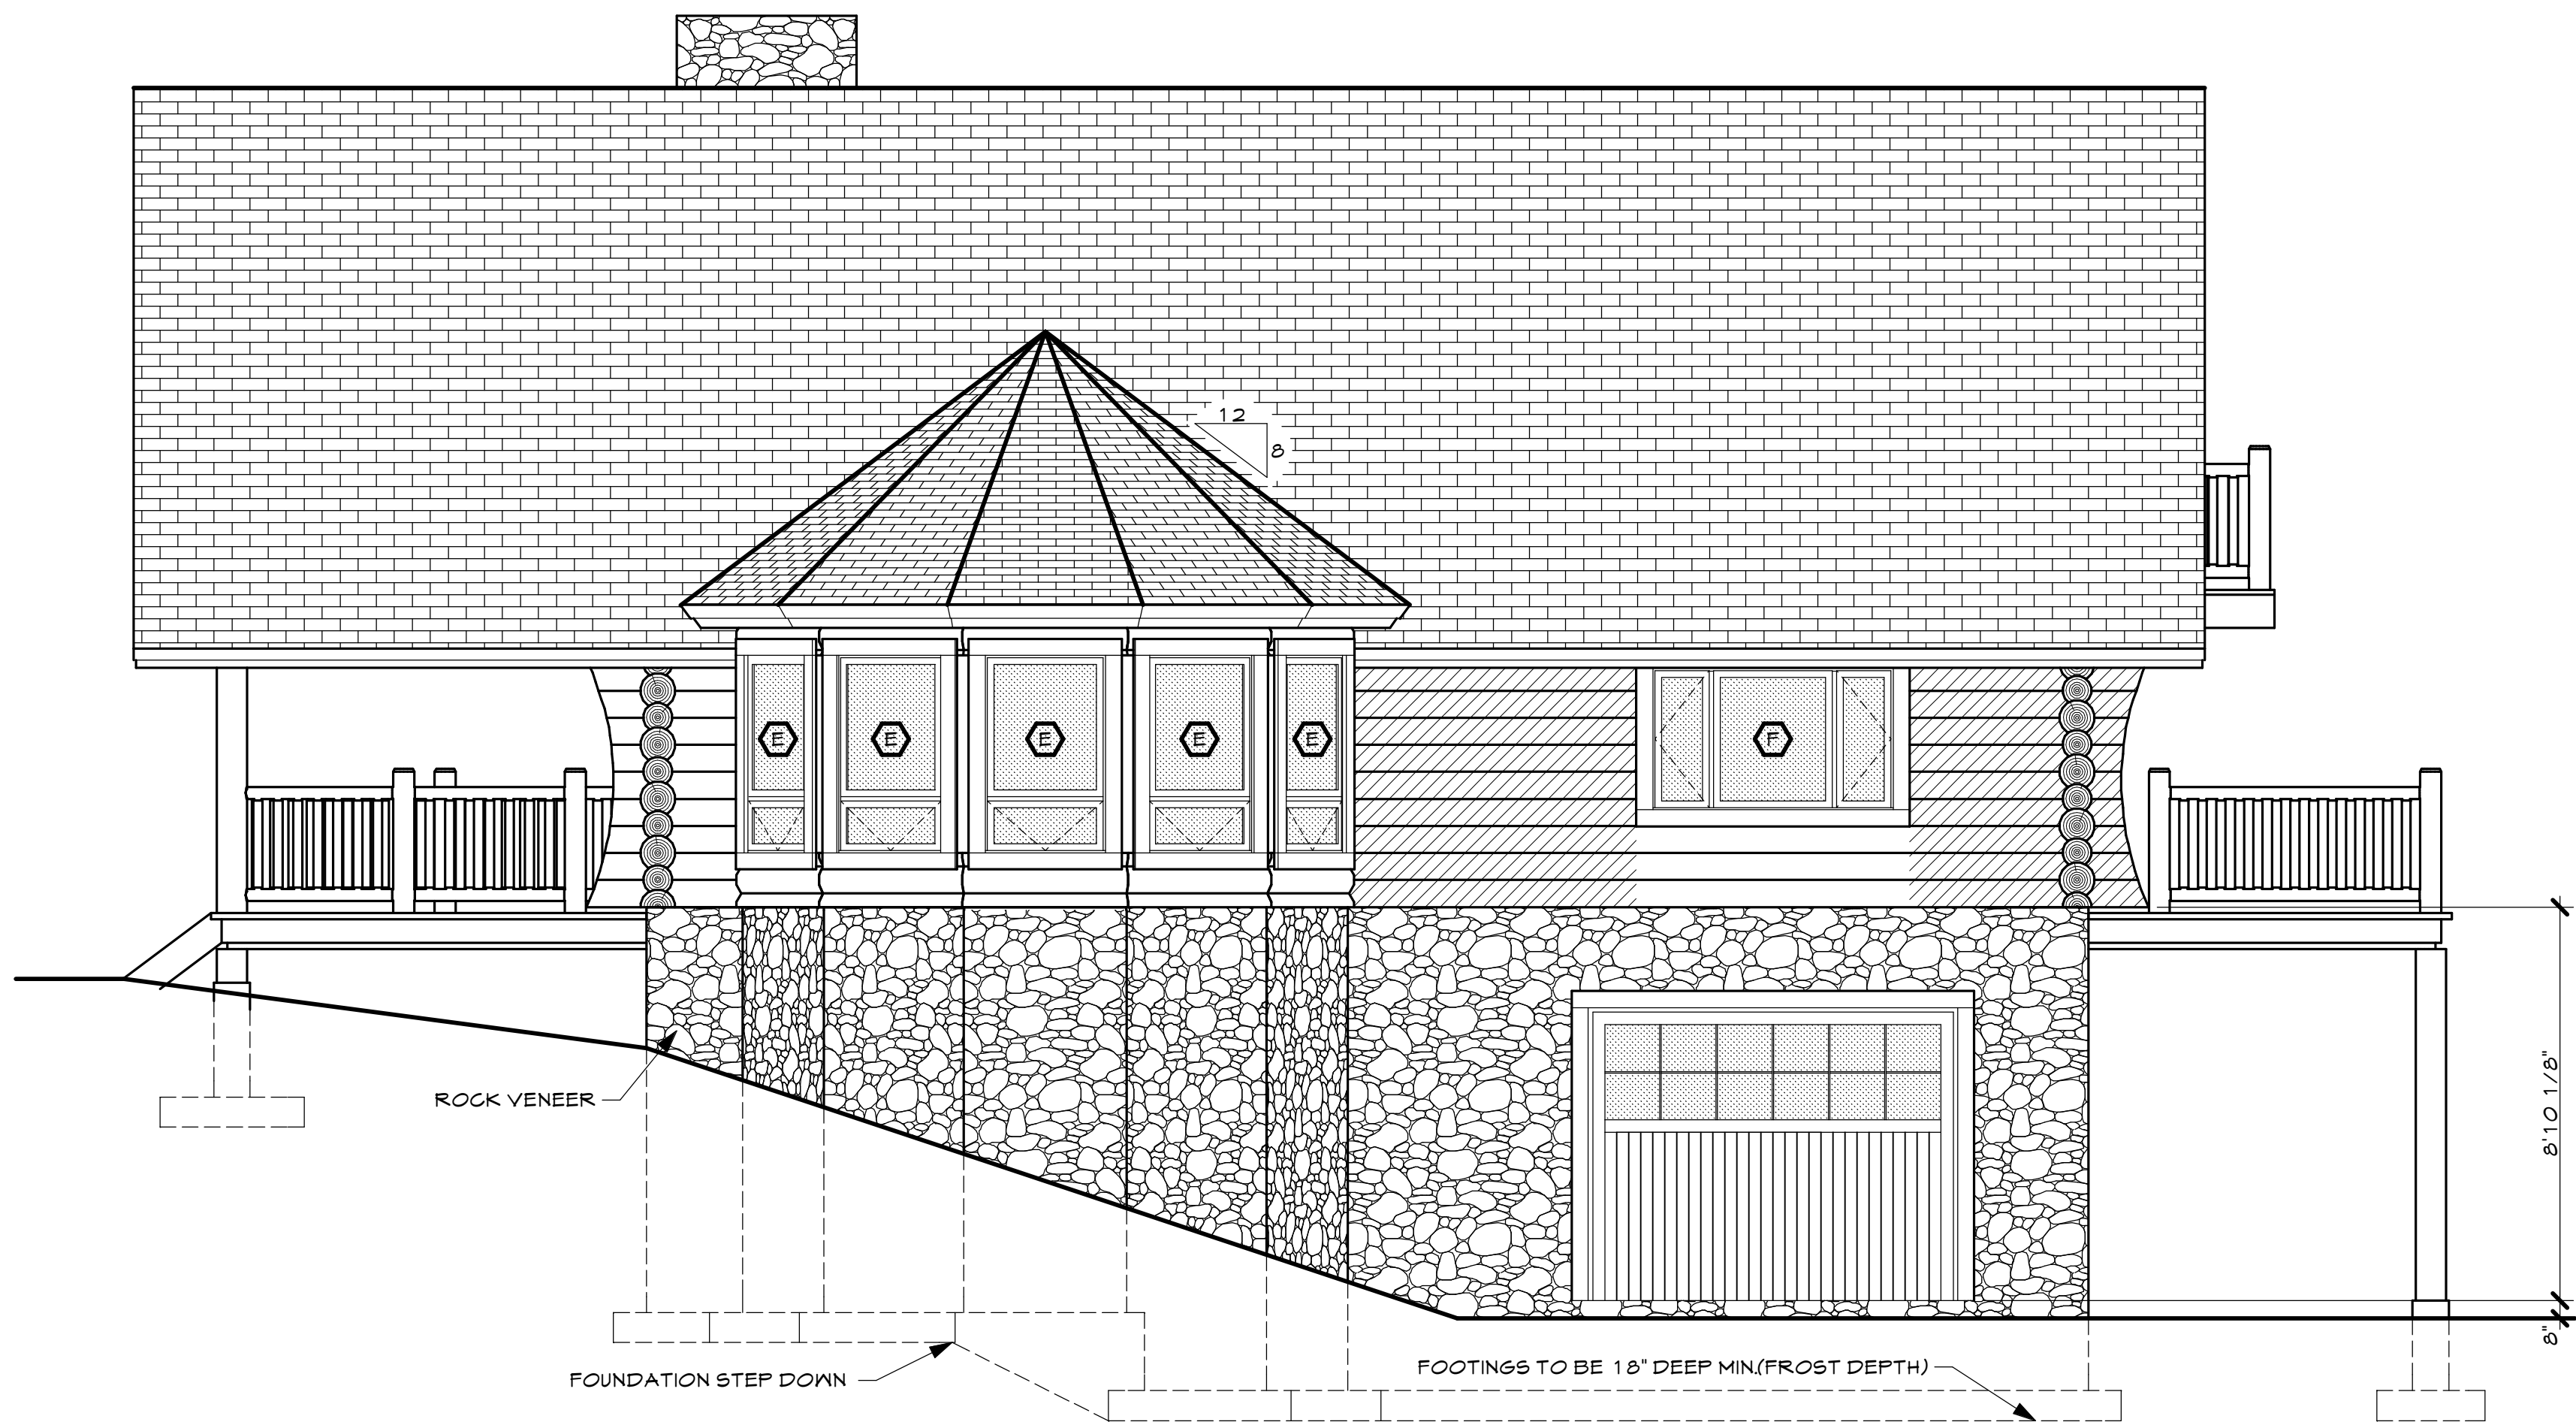 12
8
E
E
E
E
E
F
ROCK VENEER
8'10 1/8"
8"
FOUNDATION STEP DOWN
FOOTINGS TO BE 18" DEEP MIN.(FROST DEPTH)